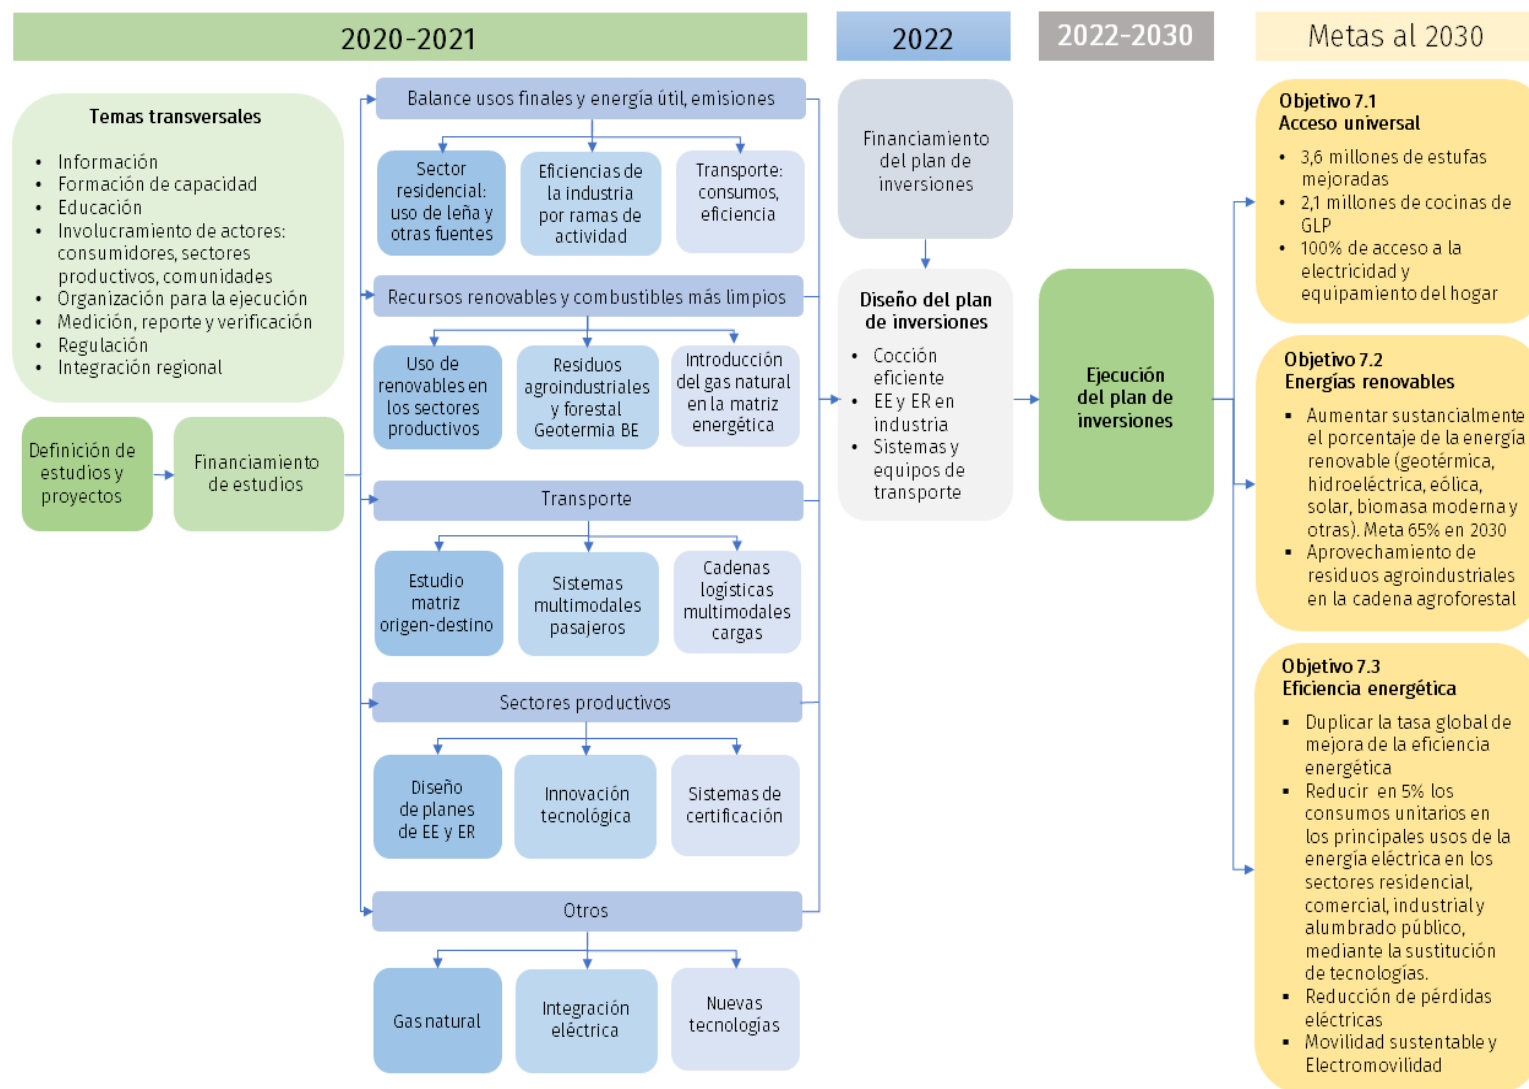 2020-2021
2022
2022-2030
Metas al 2030
Temas transversales
• Información
• Formación de capacidad
• Educación
• Involucramiento de actores:
consumidores, sectores
productivos, comunidades
• Organización para la ejecución
• Medición, reporte y verificación
• Regulación
• Integración regional
Definición de
estudios y
proyectos
Financiamiento
de estudios
Balance usos finales y energía útil, emisiones
Sector
residencial:
uso de leña y
otras fuentes
Eficiencias de
la industria
por ramas de
actividad
Transporte:
consumos,
eficiencia
Recursos renovables y combustibles más limpios
Uso de
renovables en
los sectores
productivos
Residuos
agroindustriales
y forestal
Geotermia BE
Introducción
del gas natural
en la matriz
energética
Transporte
Estudio
matriz
origen-destino
Sistemas
multimodales
pasajeros
Cadenas
logísticas
multimodales
cargas
Sectores productivos
Diseño
de planes
de EE y ER
Innovación
tecnológica
Sistemas de
certificación
Otros
Gas natural
Integración
eléctrica
Nuevas
tecnologías
Financiamiento
del plan de
inversiones
Diseño del plan
de inversiones
• Cocción
eficiente
• EE y ER en
industria
• Sistemas y
equipos de
transporte
Ejecución
del plan de
inversiones
Objetivo 7.1
Acceso universal
• 3,6 millones de estufas
mejoradas
• 2,1 millones de cocinas de
GLP
• 100% de acceso a la
electricidad y
equipamiento del hogar
Objetivo 7.2
Energías renovables
▪ Aumentar sustancialmente
el porcentaje de la energía
renovable (geotérmica,
hidroeléctrica, eólica,
solar, biomasa moderna y
otras). Meta 65% en 2030
▪ Aprovechamiento de
residuos agroindustriales
en la cadena agroforestal
Objetivo 7.3
Eficiencia energética
▪ Duplicar la tasa global de
mejora de la eficiencia
energética
▪ Reducir en 5% los
consumos unitarios en
los principales usos de la
energía eléctrica en los
sectores residencial,
comercial, industrial y
alumbrado público,
mediante la sustitución
de tecnologías.
▪ Reducción de pérdidas
eléctricas
▪ Movilidad sustentable y
Electromovilidad